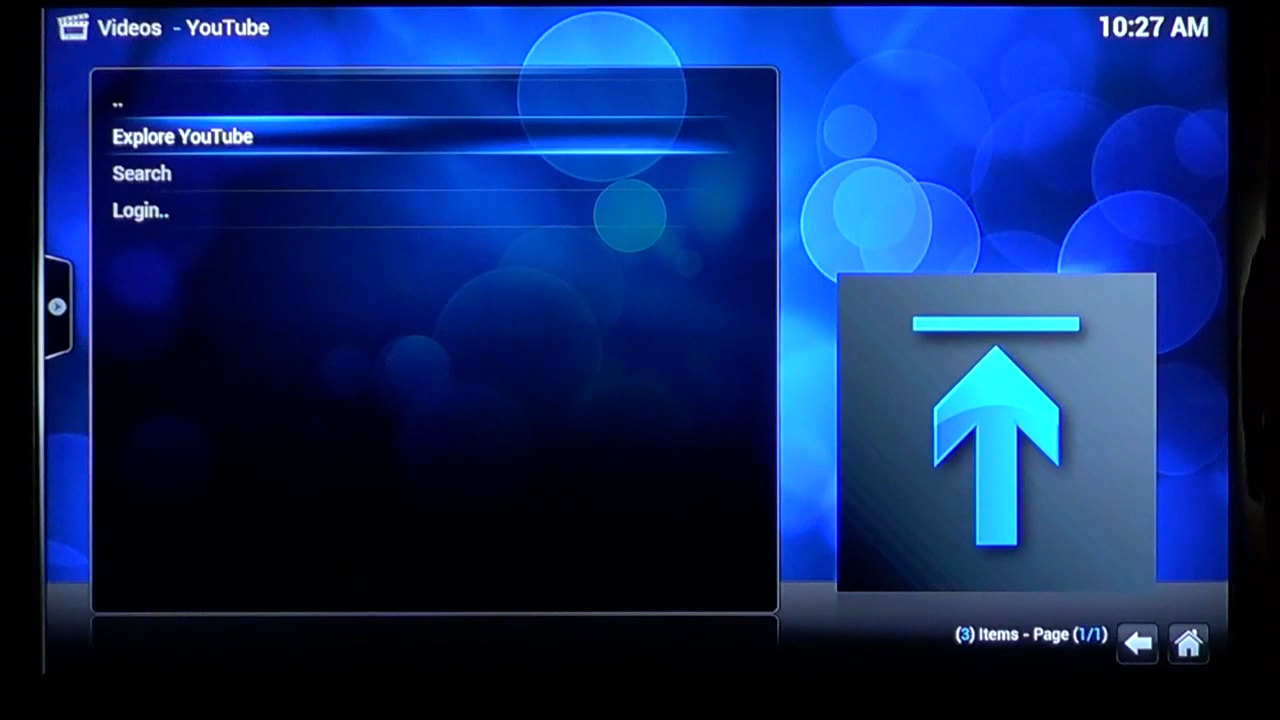 Videos - YouTube
10:27 AM
..
Explore YouTube
Search
Login..
(3) Items - Page (1/1)